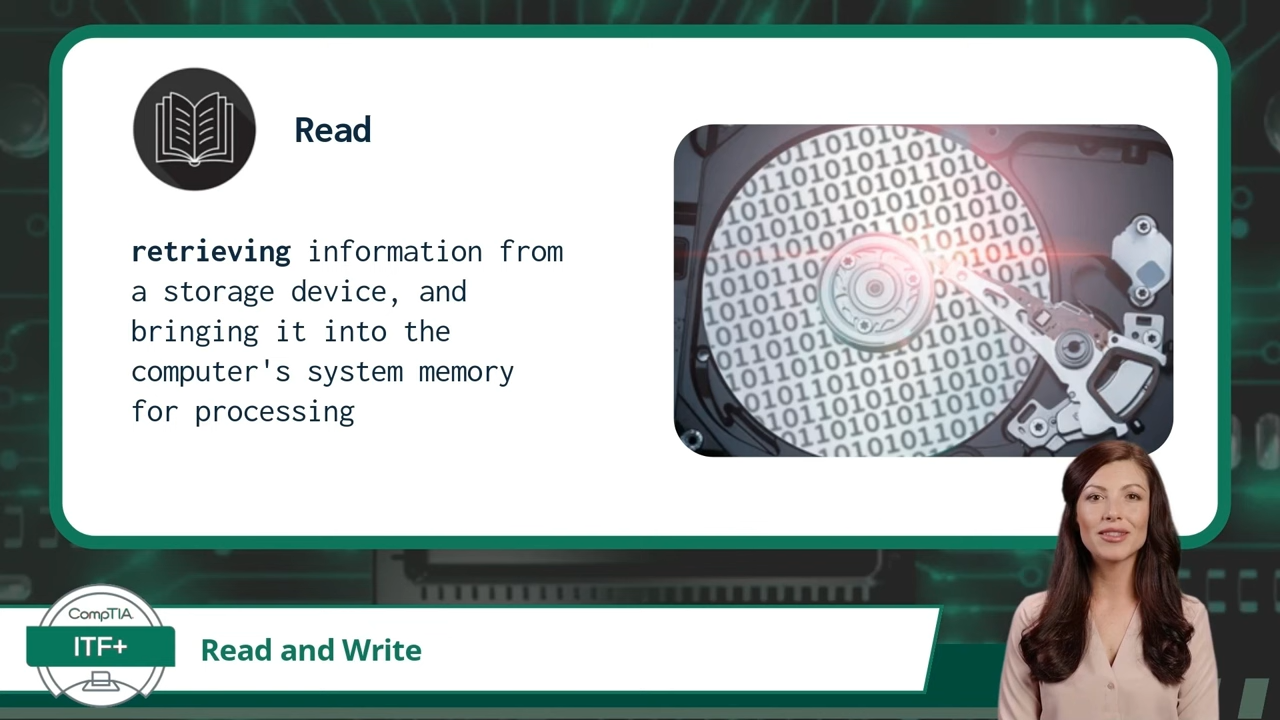 Read
retrieving information from
a storage device, and
bringing it into the
computer's system memory
for processing
CompTIA.
ITF+
Read and Write